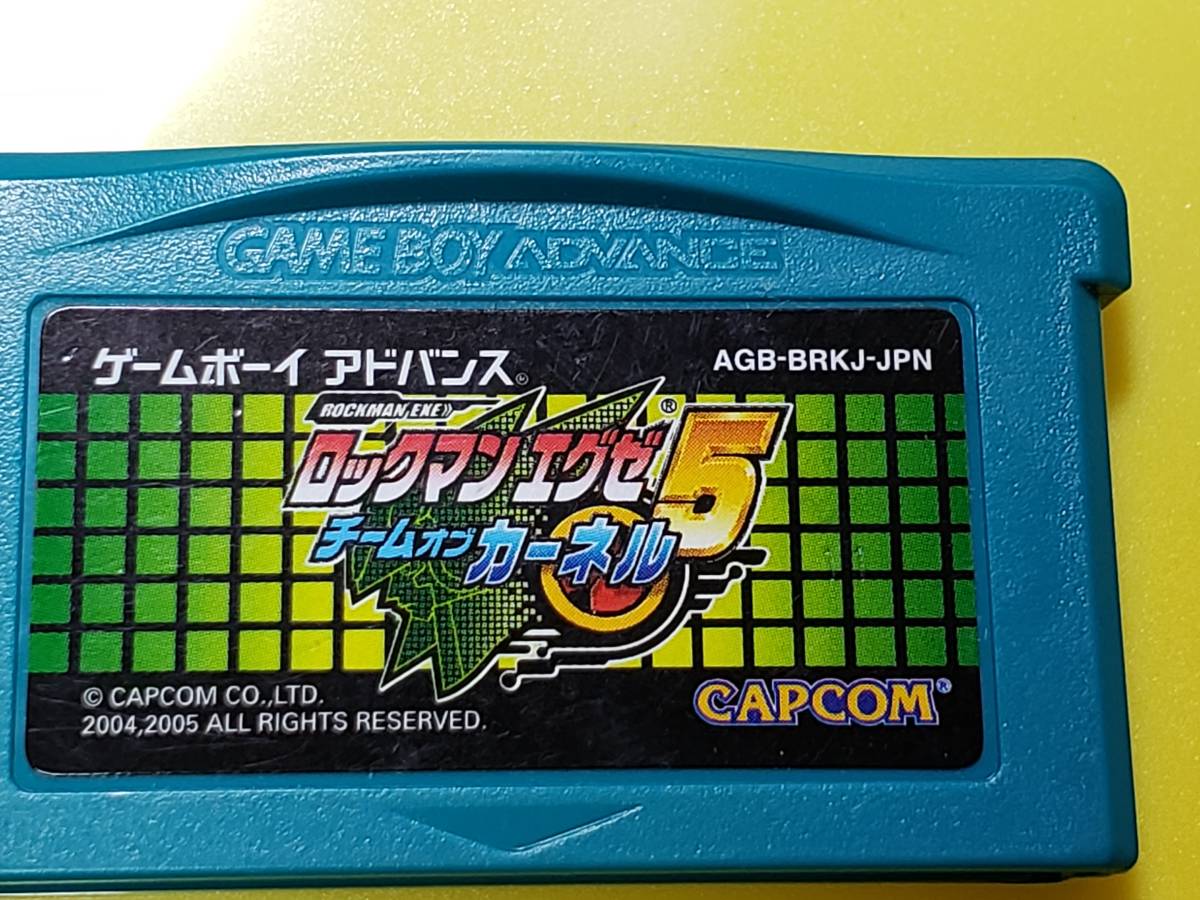 GAME BOY ADVANCE
ゲームボーイ アドバンス
AGB-BRKJ-JPN
ROCKMAN EXE
ロックマンエグゼ5®
チームオブ カーネル
© CAPCOM CO.,LTD.
2004,2005 ALL RIGHTS RESERVED.
CAPCOM®